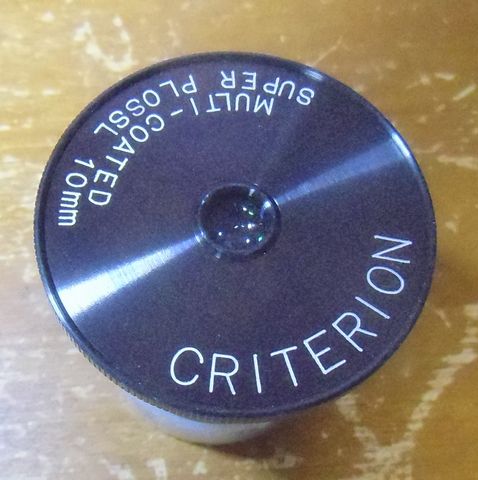 MULTI-COATED
SUPER PLOSSL 10mm
CRITERION